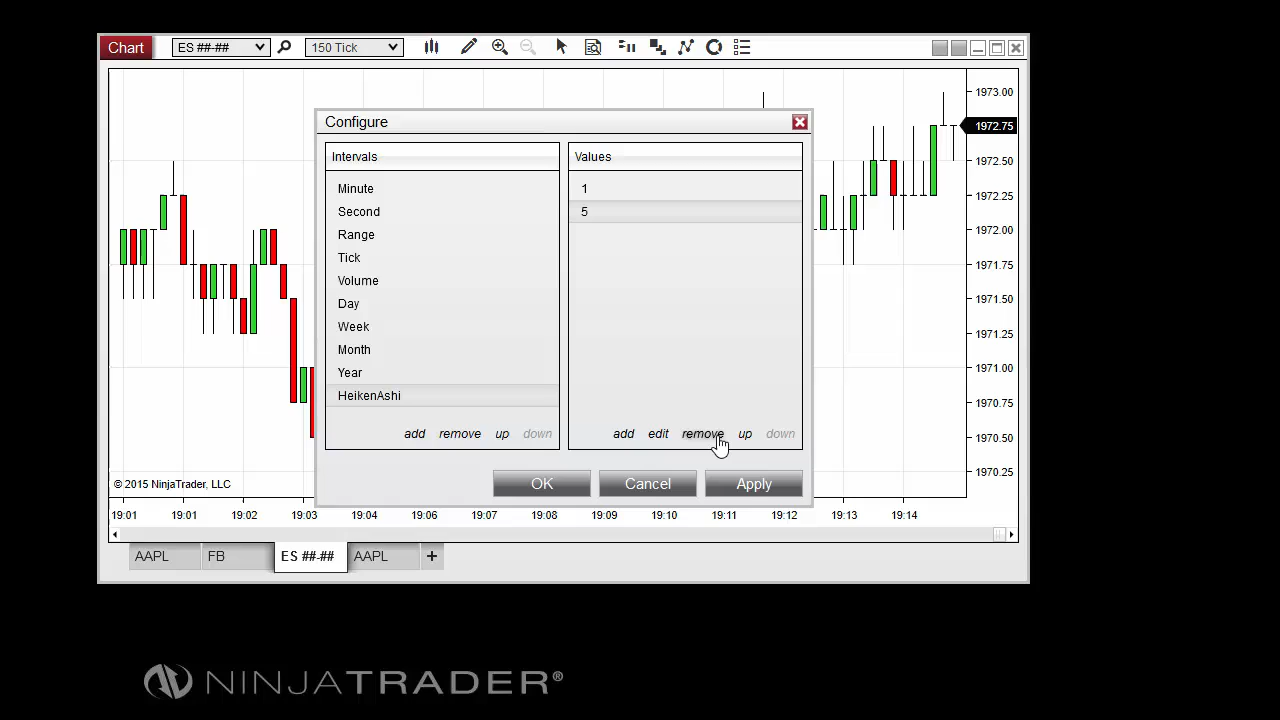 Chart ES ##-## 150 Tick
Configure
Intervals
Minute
Second
Range
Tick
Volume
Day
Week
Month
Year
HeikenAshi
add remove up down
Values
1
5
add edit remove up down
OK Cancel Apply
1973.00
1972.75
1972.50
1972.25
1972.00
1971.75
1971.50
1971.25
1971.00
1970.75
1970.50
1970.25
© 2015 NinjaTrader, LLC
19:01 19:01 19:02 19:03 19:04 19:06 19:07 19:08 19:09 19:10 19:11 19:12 19:13 19:14
AAPL FB ES ##-## AAPL +
NINJATRADER®